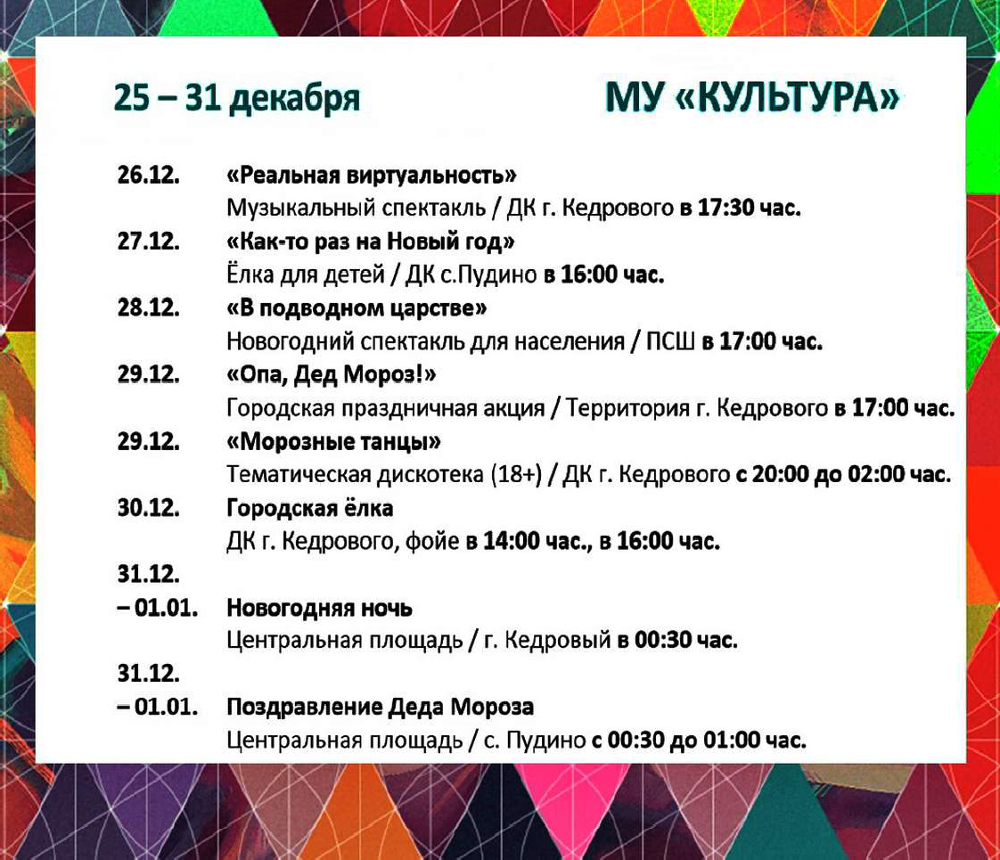 25 – 31 декабря МУ «КУЛЬТУРА»
26.12. «Реальная виртуальность»
Музыкальный спектакль / ДК г. Кедрового в 17:30 час.
27.12. «Как-то раз на Новый год»
Ёлка для детей / ДК с.Пудино в 16:00 час.
28.12. «В подводном царстве»
Новогодний спектакль для населения / ПСШ в 17:00 час.
29.12. «Опа, Дед Мороз!»
Городская праздничная акция / Территория г. Кедрового в 17:00 час.
29.12. «Морозные танцы»
Тематическая дискотека (18+) / ДК г. Кедрового с 20:00 до 02:00 час.
30.12. Городская ёлка
ДК г. Кедрового, фойе в 14:00 час., в 16:00 час.
31.12.
– 01.01. Новогодняя ночь
Центральная площадь / г. Кедровый в 00:30 час.
31.12.
– 01.01. Поздравление Деда Мороза
Центральная площадь / с. Пудино с 00:30 до 01:00 час.